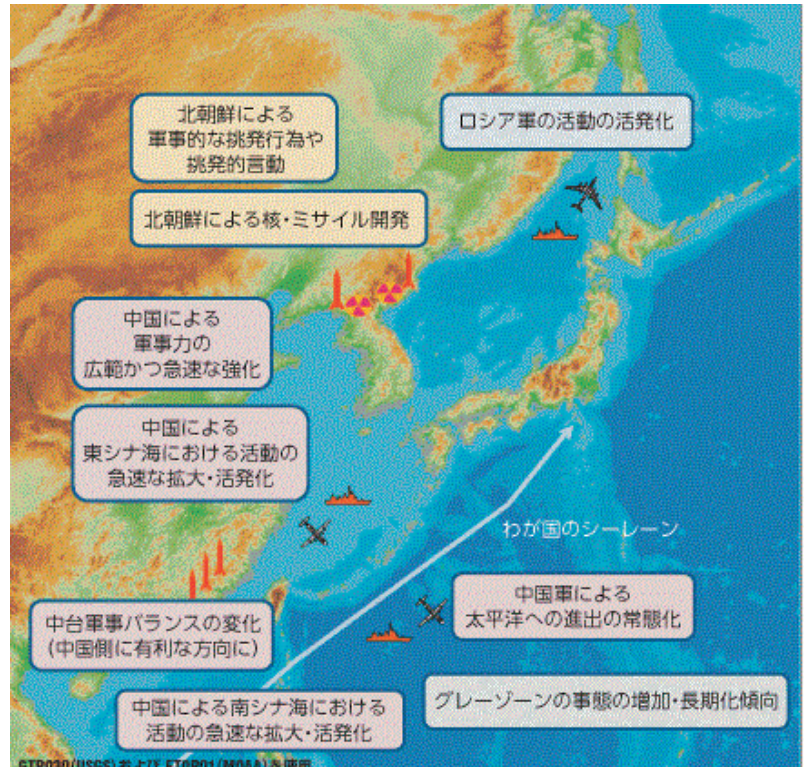 北朝鮮による
軍事的な挑発行為や
挑発的言動
ロシア軍の活動の活発化
北朝鮮による核・ミサイル開発
中国による
軍事力の
広範かつ急速な強化
中国による
東シナ海における活動の
急速な拡大・活発化
わが国のシーレーン
中国軍による
太平洋への進出の常態化
中台軍事バランスの変化
(中国側に有利な方向に)
グレーゾーンの事態の増加・長期化傾向
中国による南シナ海における
活動の急速な拡大・活発化